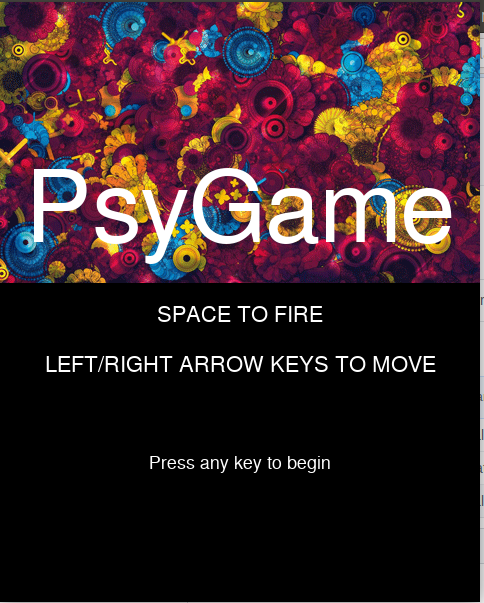 PsyGame
SPACE TO FIRE
LEFT/RIGHT ARROW KEYS TO MOVE
Press any key to begin